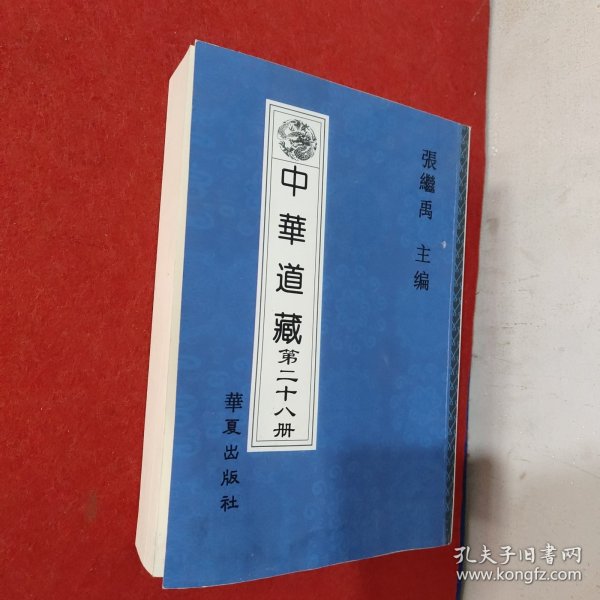 張繼禹 主编
中華道藏
第二十八册
華夏出版社
孔夫子旧書网
www.kongfz.com